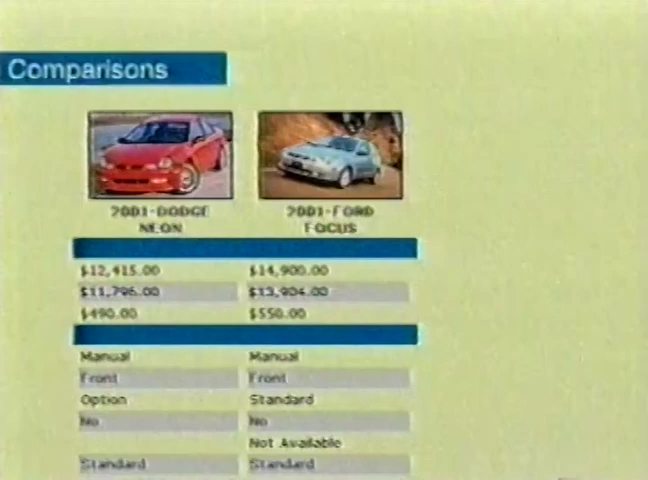 Comparisons
2001-DODGE NEON
2001-FORD FOCUS
$12,415.00 $14,900.00
$11,796.00 $13,904.00
$490.00 $550.00
Manual Manual
Front Front
Option Standard
No No
Not Available
Standard Standard